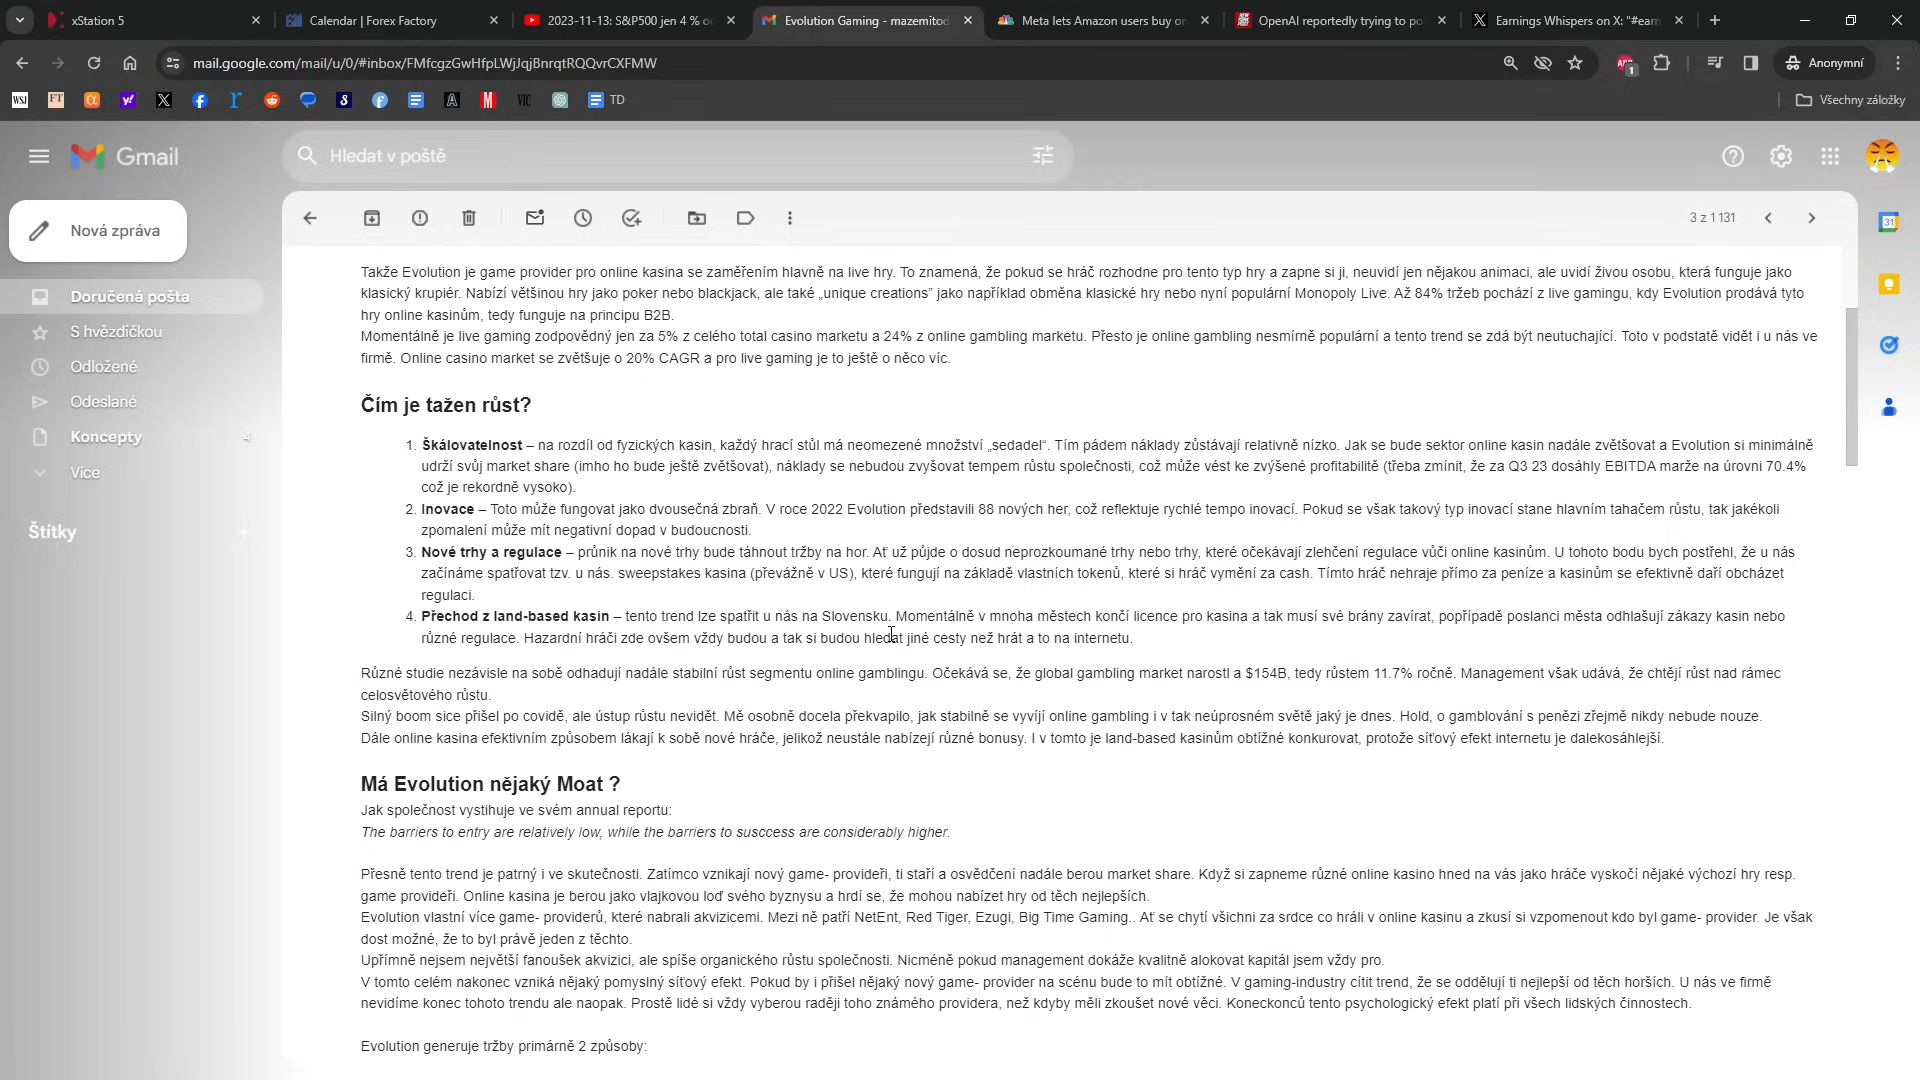 xStation 5
Calendar | Forex Factory
2023-11-13: S&P500 jen 4 % o
Evolution Gaming - mazemitod
Meta lets Amazon users buy on
OpenAI reportedly trying to po
Earnings Whispers on X: "#earn
mail.google.com/mail/u/0/#inbox/FMfcgzGwHfpLWjJqjBnrqtRQQvrCXFMW
1
Anonymní
WSJ
FT
TD
Všechny záložky
Gmail
Hledat v poště
Nová zpráva
3 z 1 131
Doručená pošta
S hvězdičkou
Odložené
Odeslané
Koncepty 4
Více
Štítky
Takže Evolution je game provider pro online kasina se zaměřením hlavně na live hry. To znamená, že pokud se hráč rozhodne pro tento typ hry a zapne si ji, neuvidí jen nějakou animaci, ale uvidí živou osobu, která funguje jako
klasický krupiér. Nabízí většinou hry jako poker nebo blackjack, ale také „unique creations” jako například obměna klasické hry nebo nyní populární Monopoly Live. Až 84% tržeb pochází z live gamingu, kdy Evolution prodává tyto
hry online kasinům, tedy funguje na principu B2B.
Momentálně je live gaming zodpovědný jen za 5% z celého total casino marketu a 24% z online gambling marketu. Přesto je online gambling nesmírně populární a tento trend se zdá být neutuchající. Toto v podstatě vidět i u nás ve
firmě. Online casino market se zvětšuje o 20% CAGR a pro live gaming je to ještě o něco víc.
Čím je tažen růst?
1. Škálovatelnost – na rozdíl od fyzických kasin, každý hrací stůl má neomezené množství „sedadel“. Tím pádem náklady zůstávají relativně nízko. Jak se bude sektor online kasin nadále zvětšovat a Evolution si minimálně
udrží svůj market share (imho ho bude ještě zvětšovat), náklady se nebudou zvyšovat tempem růstu společnosti, což může vést ke zvýšené profitabilitě (třeba zmínit, že za Q3 23 dosáhly EBITDA marže na úrovni 70.4%
což je rekordně vysoko).
2. Inovace – Toto může fungovat jako dvousečná zbraň. V roce 2022 Evolution představili 88 nových her, což reflektuje rychlé tempo inovací. Pokud se však takový typ inovací stane hlavním tahačem růstu, tak jakékoli
zpomalení může mít negativní dopad v budoucnosti.
3. Nové trhy a regulace – průnik na nové trhy bude táhnout tržby na hor. Ať už půjde o dosud neprozkoumané trhy nebo trhy, které očekávají zlehčení regulace vůči online kasinům. U tohoto bodu bych postřehl, že u nás
začínáme spatřovat tzv. u nás. sweepstakes kasina (převážně v US), které fungují na základě vlastních tokenů, které si hráč vymění za cash. Tímto hráč nehraje přímo za peníze a kasinům se efektivně daří obcházet
regulaci.
4. Přechod z land-based kasin – tento trend lze spatřit u nás na Slovensku. Momentálně v mnoha městech končí licence pro kasina a tak musí své brány zavírat, popřípadě poslanci města odhlašují zákazy kasin nebo
různé regulace. Hazardní hráči zde ovšem vždy budou a tak si budou hledat jiné cesty než hrát a to na internetu.
Různé studie nezávisle na sobě odhadují nadále stabilní růst segmentu online gamblingu. Očekává se, že global gambling market narostl a $154B, tedy růstem 11.7% ročně. Management však udává, že chtějí růst nad rámec
celosvětového růstu.
Silný boom sice přišel po covidě, ale ústup růstu nevidět. Mě osobně docela překvapilo, jak stabilně se vyvíjí online gambling i v tak neúprosném světě jaký je dnes. Hold, o gamblování s penězi zřejmě nikdy nebude nouze.
Dále online kasina efektivním způsobem lákají k sobě nové hráče, jelikož neustále nabízejí různé bonusy. I v tomto je land-based kasinům obtížné konkurovat, protože síťový efekt internetu je dalekosáhlejší.
Má Evolution nějaký Moat ?
Jak společnost vystihuje ve svém annual reportu:
The barriers to entry are relatively low, while the barriers to susccess are considerably higher.
Přesně tento trend je patrný i ve skutečnosti. Zatímco vznikají nový game- provideři, ti staří a osvědčení nadále berou market share. Když si zapneme různé online kasino hned na vás jako hráče vyskočí nějaké výchozí hry resp.
game provideři. Online kasina je berou jako vlajkovou loď svého byznysu a hrdí se, že mohou nabízet hry od těch nejlepších.
Evolution vlastní více game- providerů, které nabrali akvizicemi. Mezi ně patří NetEnt, Red Tiger, Ezugi, Big Time Gaming.. Ať se chytí všichni za srdce co hráli v online kasinu a zkusí si vzpomenout kdo byl game- provider. Je však
dost možné, že to byl právě jeden z těchto.
Upřímně nejsem největší fanoušek akvizici, ale spíše organického růstu společnosti. Nicméně pokud management dokáže kvalitně alokovat kapitál jsem vždy pro.
V tomto celém nakonec vzniká nějaký pomyslný síťový efekt. Pokud by i přišel nějaký nový game- provider na scénu bude to mít obtížné. V gaming-industry cítit trend, že se oddělují ti nejlepší od těch horších. U nás ve firmě
nevidíme konec tohoto trendu ale naopak. Prostě lidé si vždy vyberou raději toho známého providera, než kdyby měli zkoušet nové věci. Koneckonců tento psychologický efekt platí při všech lidských činnostech.
Evolution generuje tržby primárně 2 způsoby: